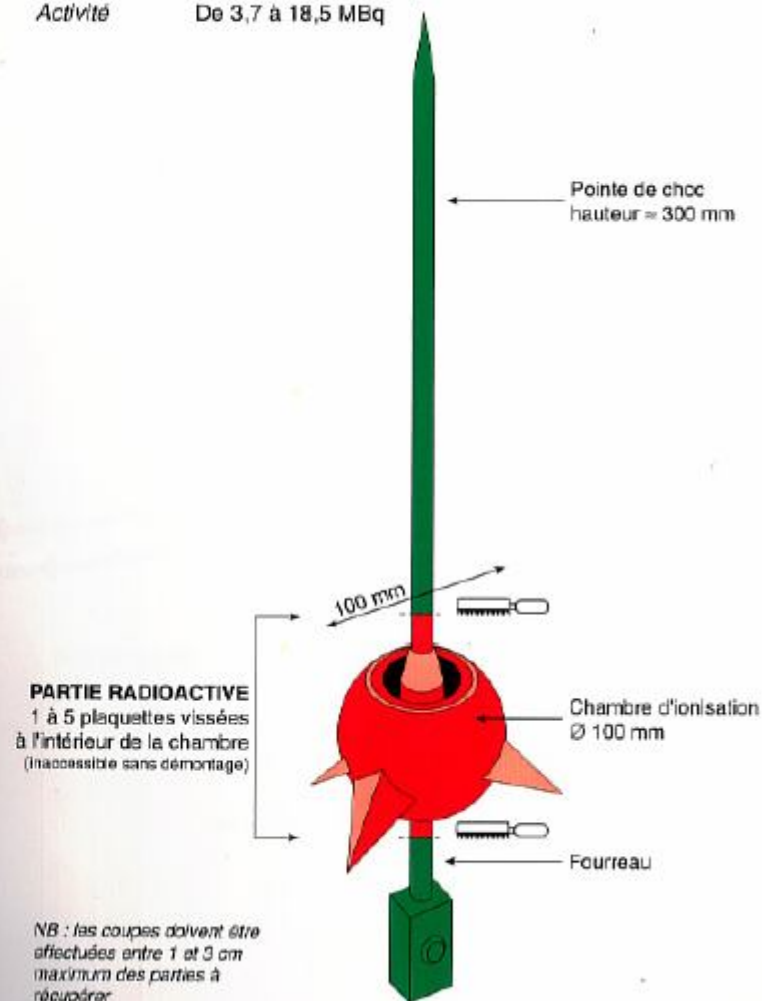 Activité De 3,7 à 18,5 MBq
Pointe de choc
hauteur ≈ 300 mm
100 mm
PARTIE RADIOACTIVE
1 à 5 plaquettes vissées
à l'intérieur de la chambre
(inaccessible sans démontage)
Chambre d'ionisation
Ø 100 mm
Fourreau
NB : les coupes doivent être
effectuées entre 1 et 3 cm
maximum des parties à
récupérer